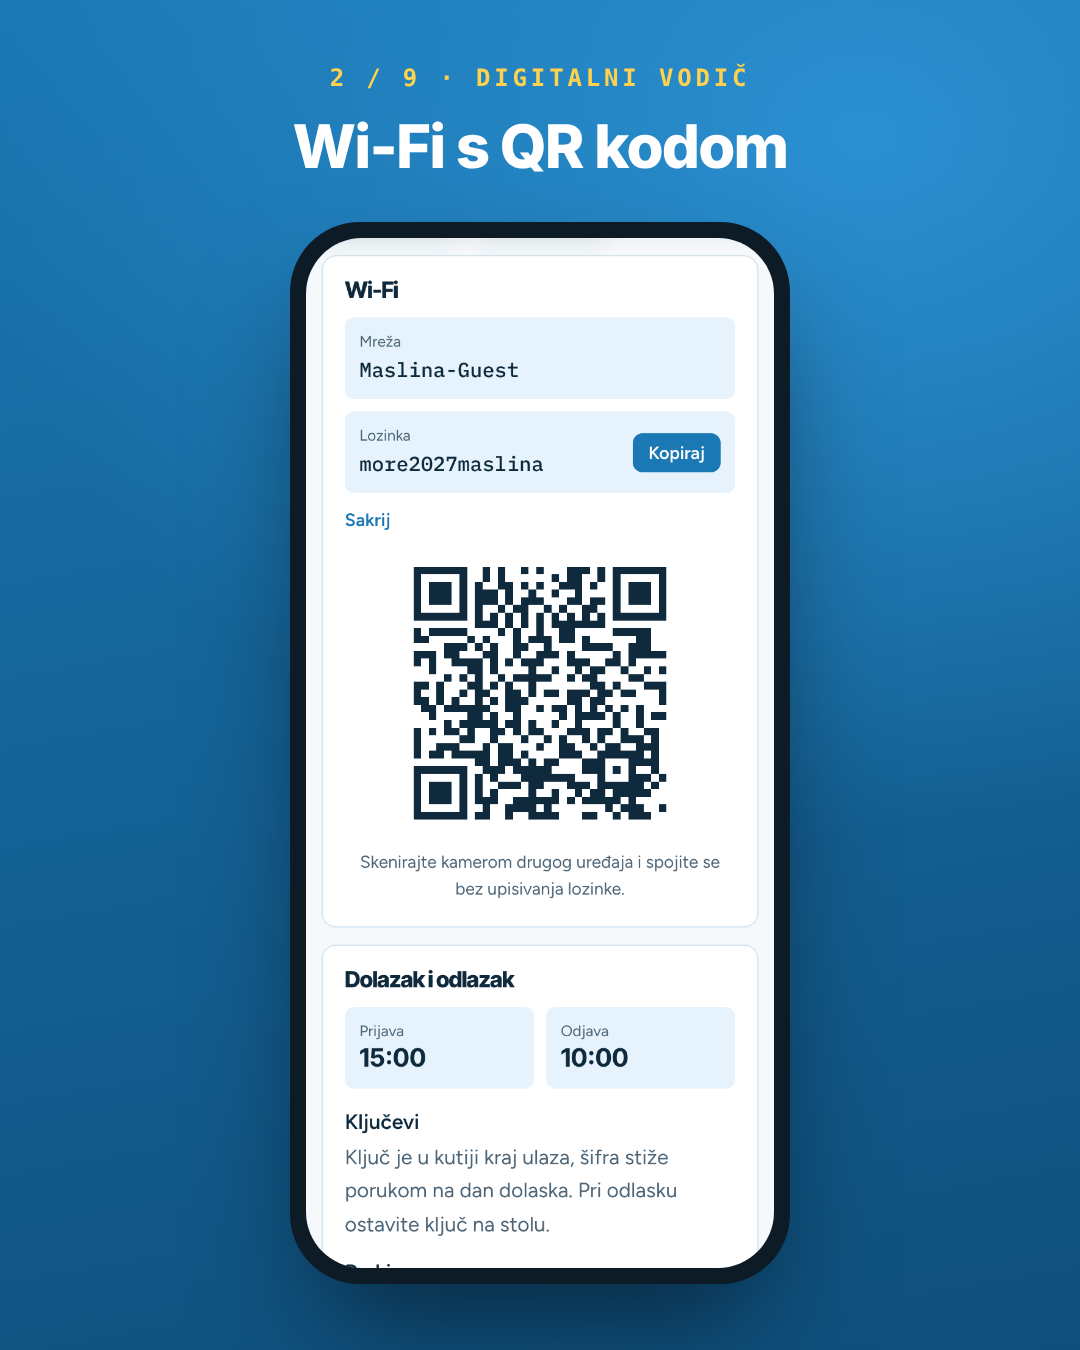 2 / 9 · DIGITALNI VODIČ
Wi-Fi s QR kodom
Wi-Fi
Mreža
Maslina-Guest
Lozinka
more2027maslina
Kopiraj
Sakrij
Skenirajte kamerom drugog uređaja i spojite se
bez upisivanja lozinke.
Dolazak i odlazak
Prijava
15:00
Odjava
10:00
Ključevi
Ključ je u kutiji kraj ulaza, šifra stiže
porukom na dan dolaska. Pri odlasku
ostavite ključ na stolu.